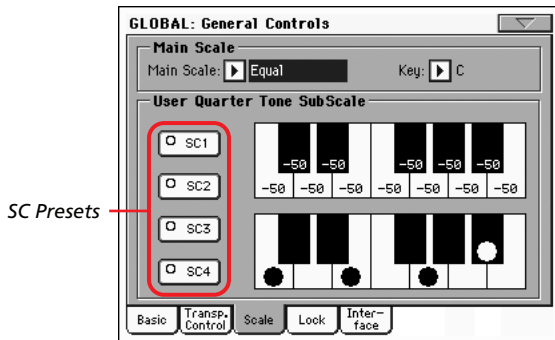 GLOBAL: General Controls
Main Scale
Main Scale: Equal Key: C
User Quarter Tone SubScale
SC1
-50 -50 -50 -50 -50
SC2
-50 -50 -50 -50 -50 -50 -50
SC Presets
SC3
SC4
Basic Transp. Control Scale Lock Inter-face